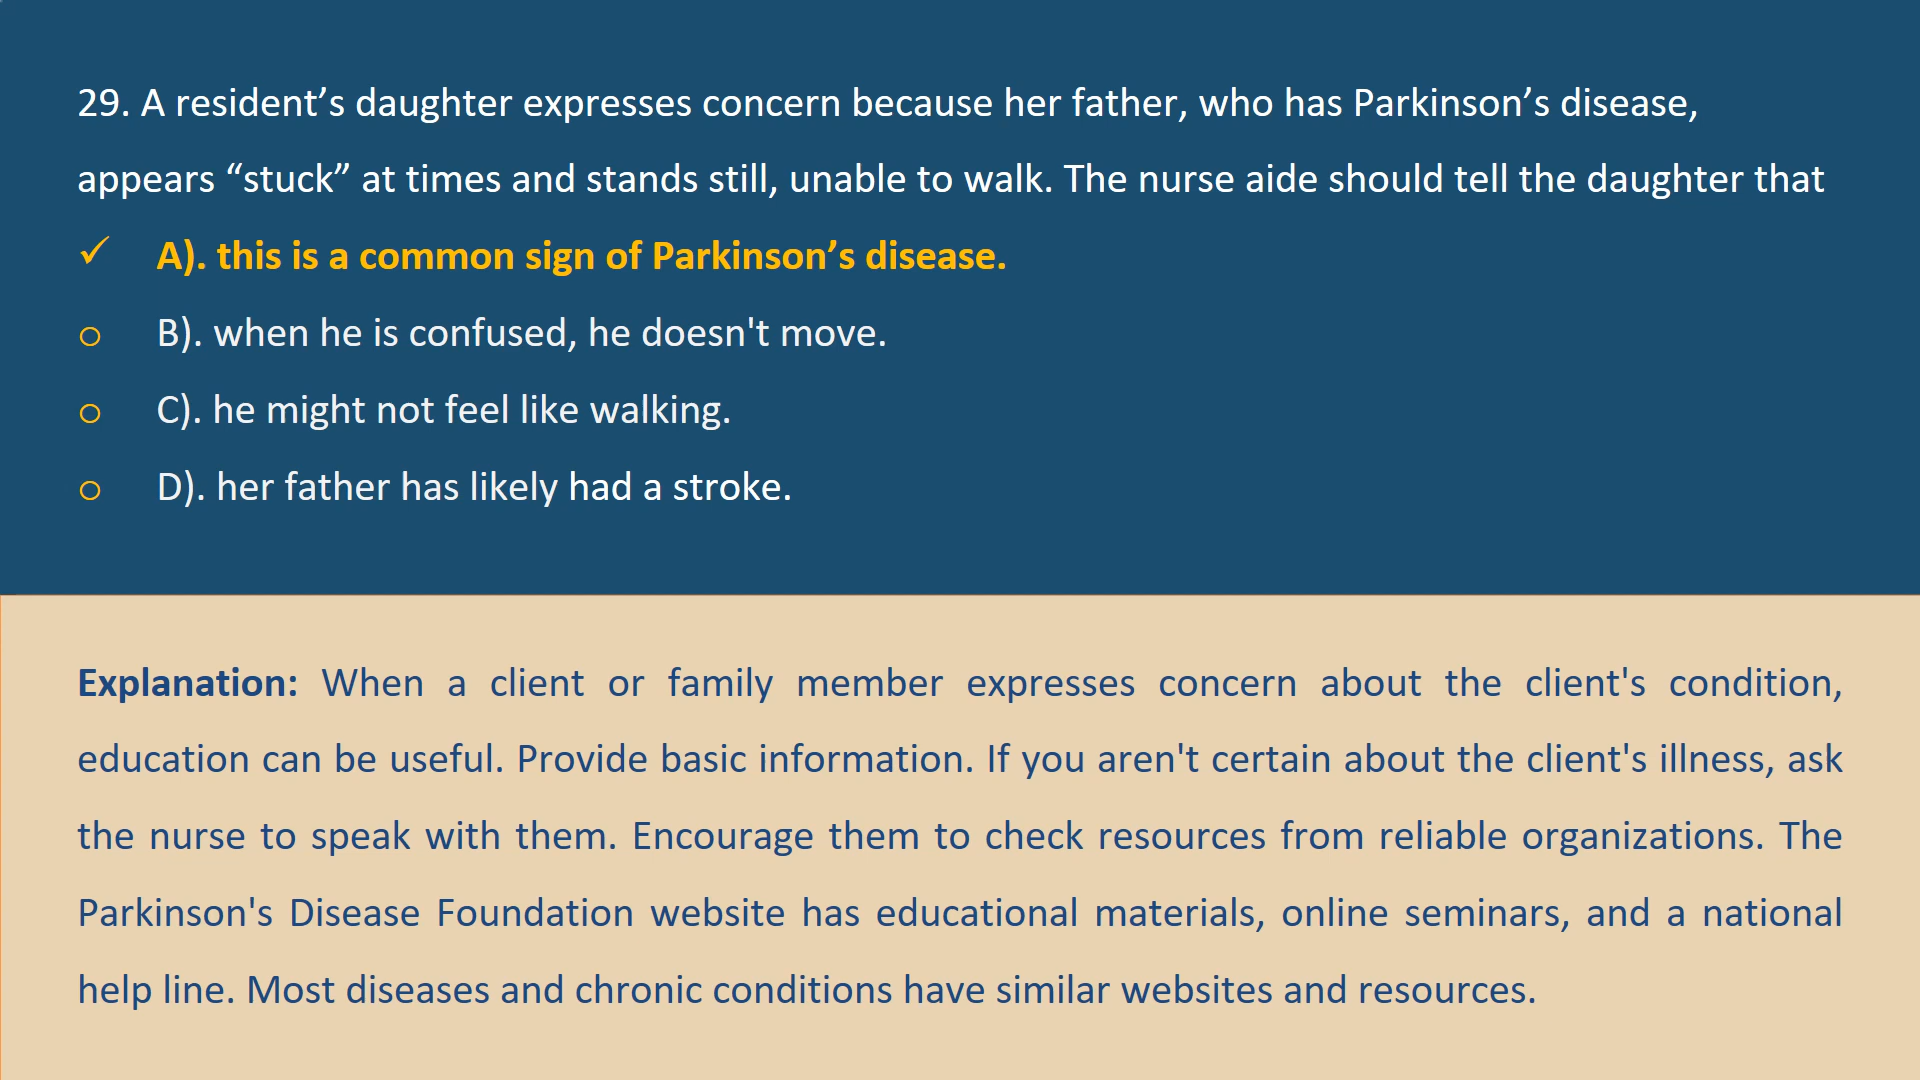 29. A resident’s daughter expresses concern because her father, who has Parkinson’s disease,
appears “stuck” at times and stands still, unable to walk. The nurse aide should tell the daughter that
✓ A). this is a common sign of Parkinson’s disease.
o B). when he is confused, he doesn't move.
o C). he might not feel like walking.
o D). her father has likely had a stroke.
Explanation: When a client or family member expresses concern about the client's condition,
education can be useful. Provide basic information. If you aren't certain about the client's illness, ask
the nurse to speak with them. Encourage them to check resources from reliable organizations. The
Parkinson's Disease Foundation website has educational materials, online seminars, and a national
help line. Most diseases and chronic conditions have similar websites and resources.